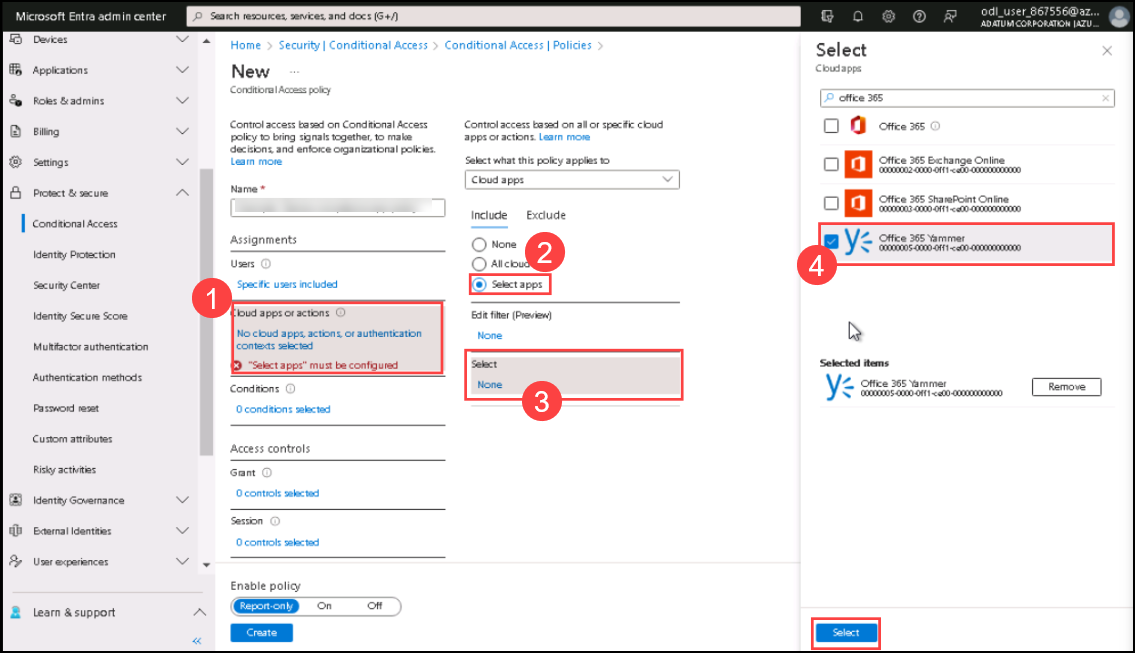 Microsoft Entra admin center
Search resources, services, and docs (G+/)
odl_user_867556@az...
ADATUM CORPORATION (AZU...
Devices
Applications
Roles & admins
Billing
Settings
Protect & secure
Conditional Access
Identity Protection
Security Center
Identity Secure Score
Multifactor authentication
Authentication methods
Password reset
Custom attributes
Risky activities
Identity Governance
External Identities
User experiences
Learn & support
Home > Security | Conditional Access > Conditional Access | Policies >
New ...
Conditional Access policy
Control access based on Conditional Access
policy to bring signals together, to make
decisions, and enforce organizational policies.
Learn more
Name *
Assignments
Users
Specific users included
1
Cloud apps or actions
No cloud apps, actions, or authentication
contexts selected
"Select apps" must be configured
Conditions
0 conditions selected
Access controls
Grant
0 controls selected
Session
0 controls selected
Enable policy
Report-only On Off
Create
Control access based on all or specific cloud
apps or actions. Learn more
Select what this policy applies to
Cloud apps
Include Exclude
None
All cloud
2
Select apps
Edit filter (Preview)
None
Select
None
3
Select
Cloud apps
office 365
Office 365
Office 365 Exchange Online
00000002-0000-0ff1-ce00-000000000000
Office 365 SharePoint Online
00000003-0000-0ff1-ce00-000000000000
Office 365 Yammer
00000005-0000-0ff1-ce00-000000000000
4
Selected items
Office 365 Yammer
00000005-0000-0ff1-ce00-000000000000
Remove
Select